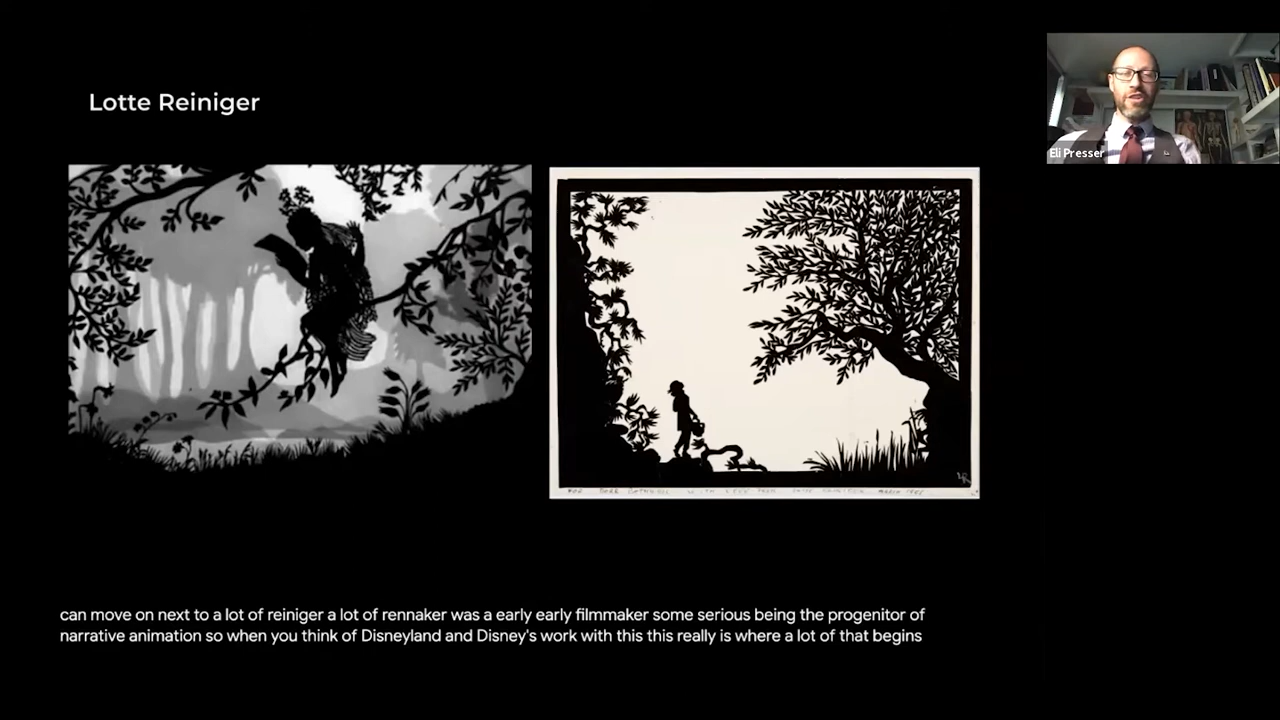 Lotte Reiniger
Eli Presser
LR
can move on next to a lot of reiniger a lot of rennaker was a early early filmmaker some serious being the progenitor of
narrative animation so when you think of Disneyland and Disney's work with this this really is where a lot of that begins